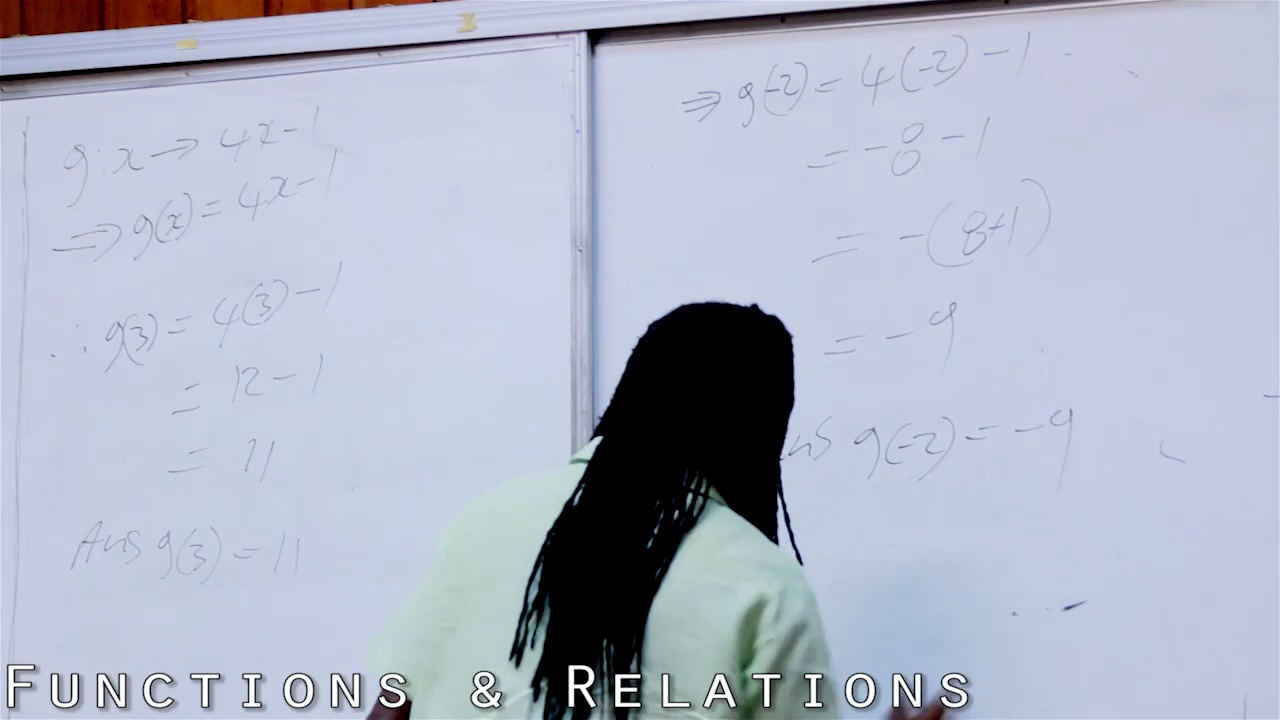 g: x → 4x-1
⇒ g(x) = 4x-1
∴ g(3) = 4(3) - 1
= 12 - 1
= 11
Ans g(3) = 11
⇒ g(-2) = 4(-2) - 1
= -8 - 1
= -(8+1)
= -9
g(-2) = -9
FUNCTIONS & RELATIONS